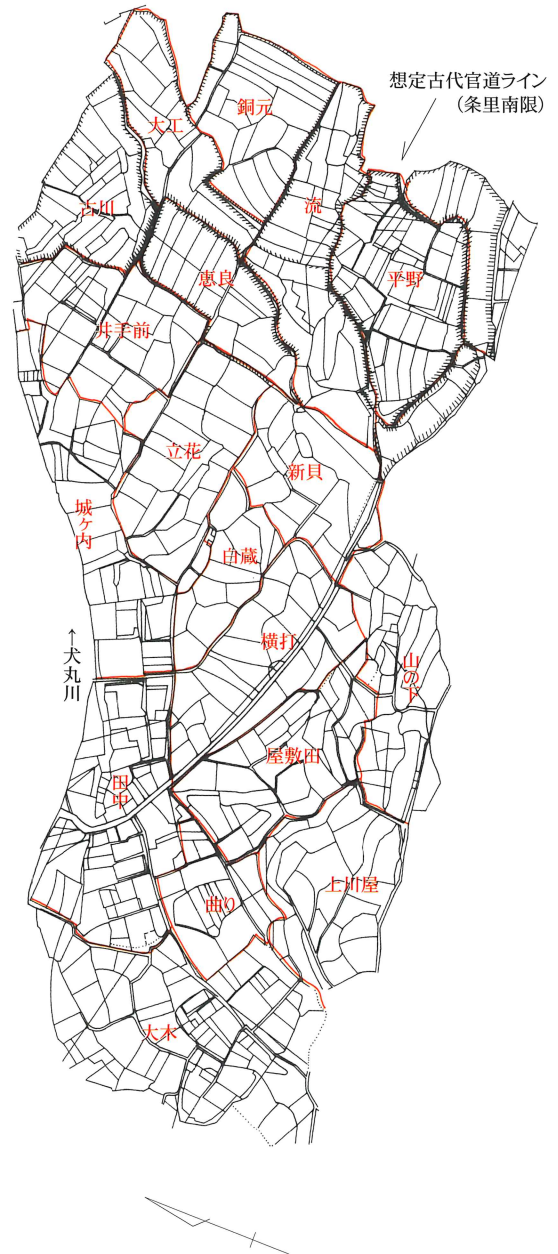 想定古代官道ライン
（条里南限）
銅元
大工
流
古川
恵良
平野
井手前
立花
新貝
城ヶ内
白蔵
横打
←犬丸川
山の下
屋敷田
田中
上川屋
曲り
大木